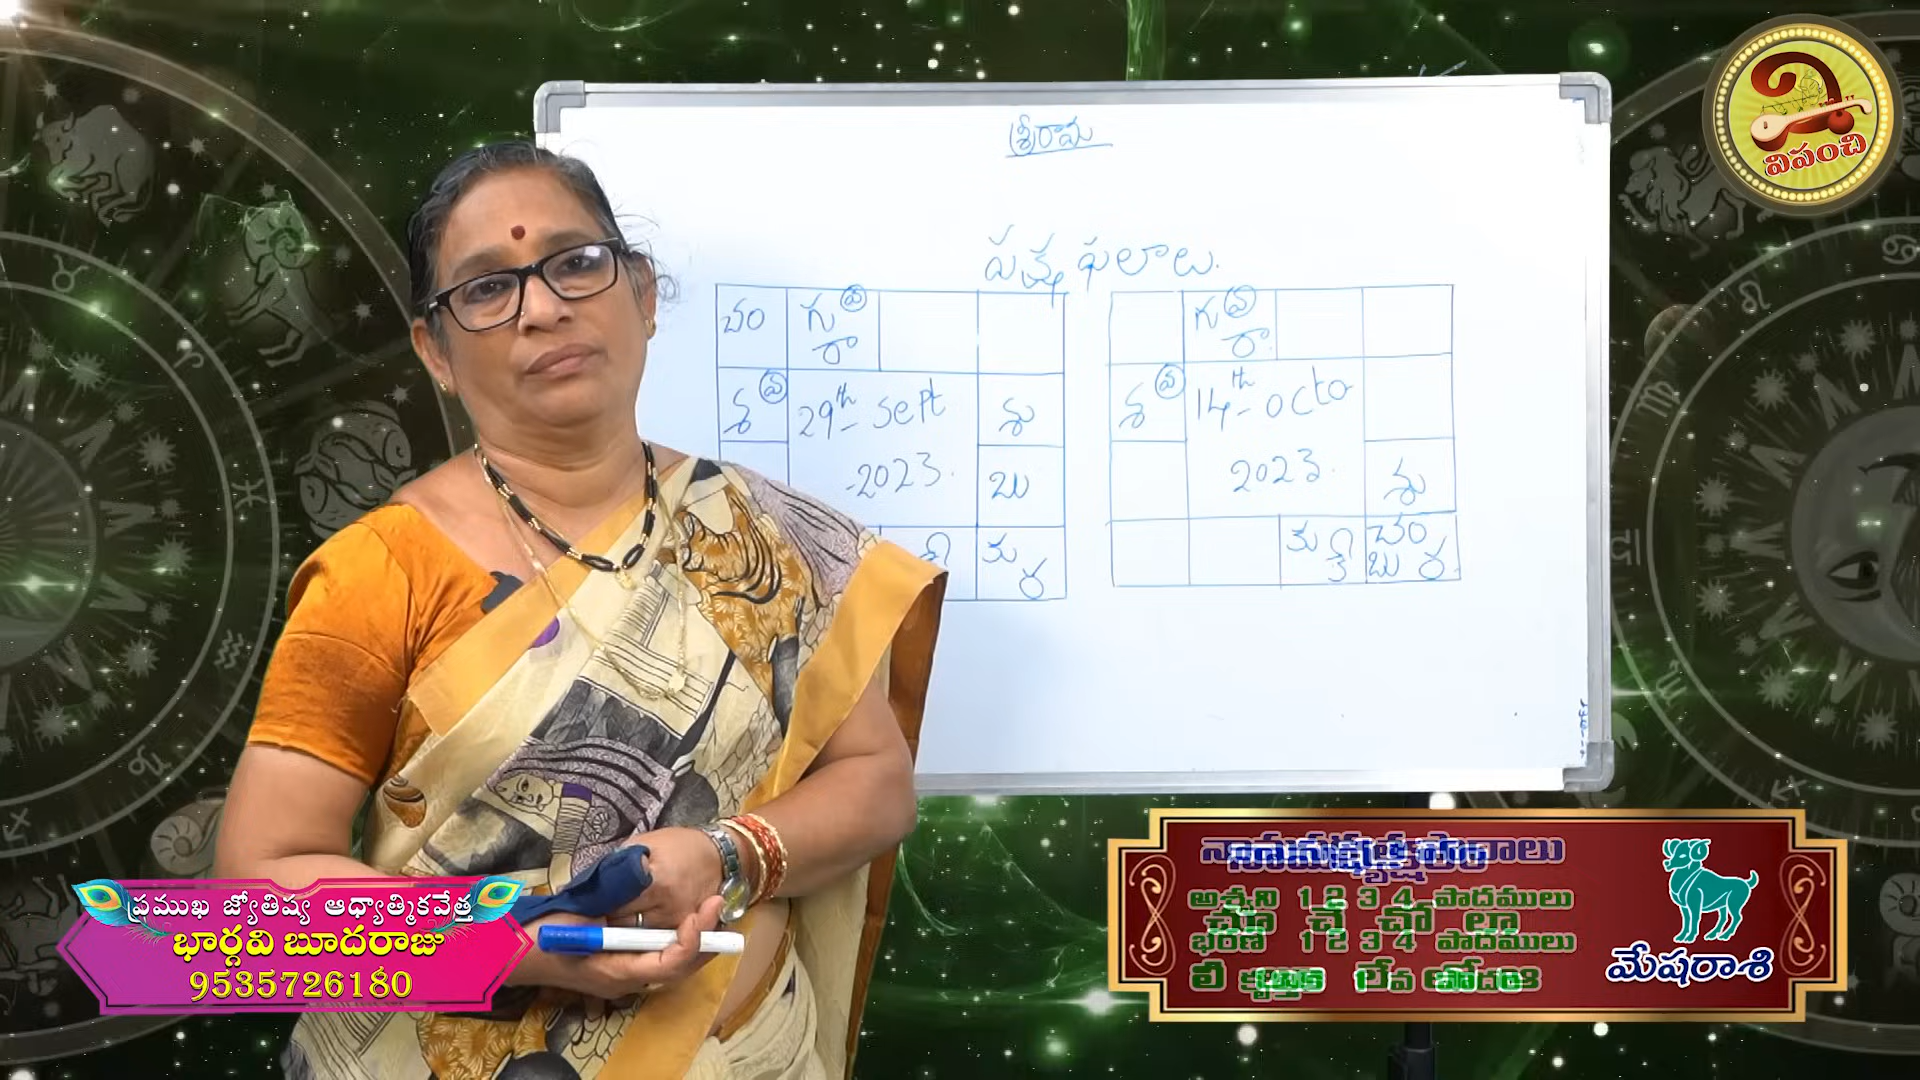 విపంచి
శ్రీరామ
పక్ష ఫలాలు.
చం గు వ
రా
శ వ 29th sept శు
-2023. బు
కు ర
గు వ
రా
శ వ 14th-octo
2023. శు
కు కే చం బు ర
ప్రముఖ జ్యోతిష్య ఆధ్యాత్మికవేత్త
భార్గవి బూదరాజు
9535726180
అశ్వని 1 2 3 4 పాదములు
చూ చే చో లా
భరణి 1 2 3 4 పాదములు
మేషరాశి